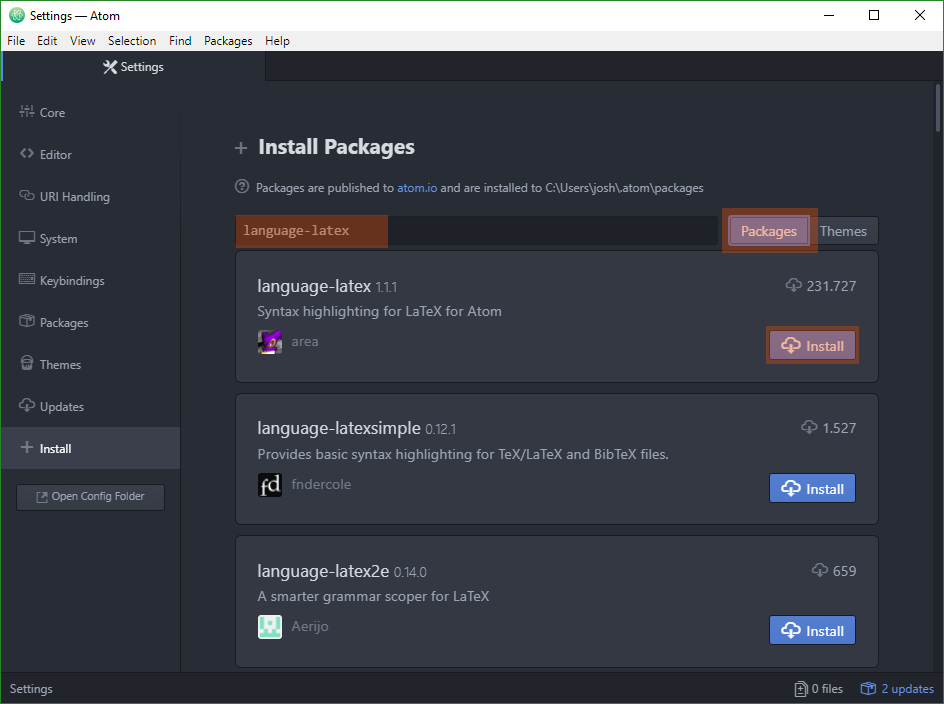 Settings — Atom
File Edit View Selection Find Packages Help
Settings
Core
Editor
URI Handling
System
Keybindings
Packages
Themes
Updates
Install
Open Config Folder
Install Packages
Packages are published to atom.io and are installed to C:\Users\josh\.atom\packages
language-latex
Packages Themes
language-latex 1.1.1 231.727
Syntax highlighting for LaTeX for Atom
area
Install
language-latexsimple 0.12.1 1.527
Provides basic syntax highlighting for TeX/LaTeX and BibTeX files.
fd fndercole
Install
language-latex2e 0.14.0 659
A smarter grammar scoper for LaTeX
Aerijo
Install
Settings 0 files 2 updates